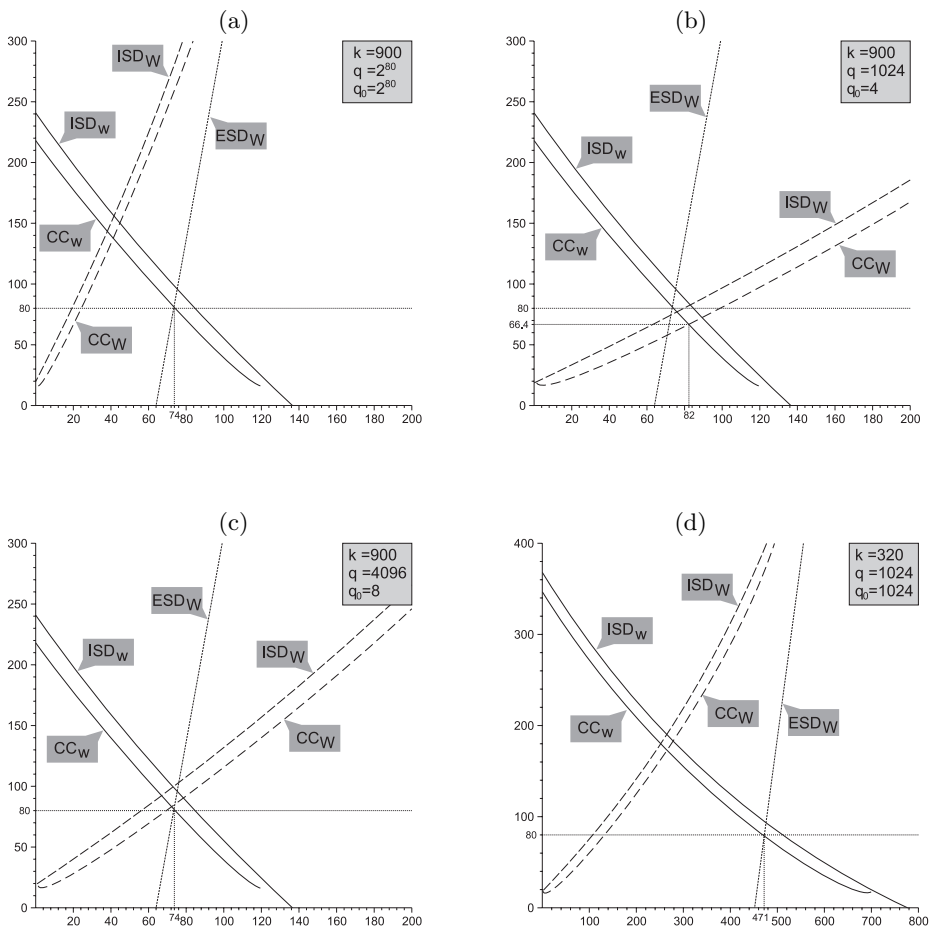 (a)
300
250
200
150
100
80
50
0
20 40 60 74 80 100 120 140 160 180 200
ISD_W
ISD_w
ESD_W
CC_w
CC_W
k =900
q =2^80
q_0=2^80
(b)
300
250
200
150
100
80
66,4
50
0
20 40 60 82 100 120 140 160 180 200
ESD_W
ISD_w
ISD_W
CC_w
CC_W
k =900
q =1024
q_0=4
(c)
300
250
200
150
100
80
50
0
20 40 60 74 80 100 120 140 160 180 200
ESD_W
ISD_w
ISD_W
CC_w
CC_W
k =900
q =4096
q_0=8
(d)
400
300
200
100
80
0
100 200 300 400 471 500 600 700 800
ISD_W
ISD_w
CC_w
CC_W
ESD_W
k =320
q =1024
q_0=1024